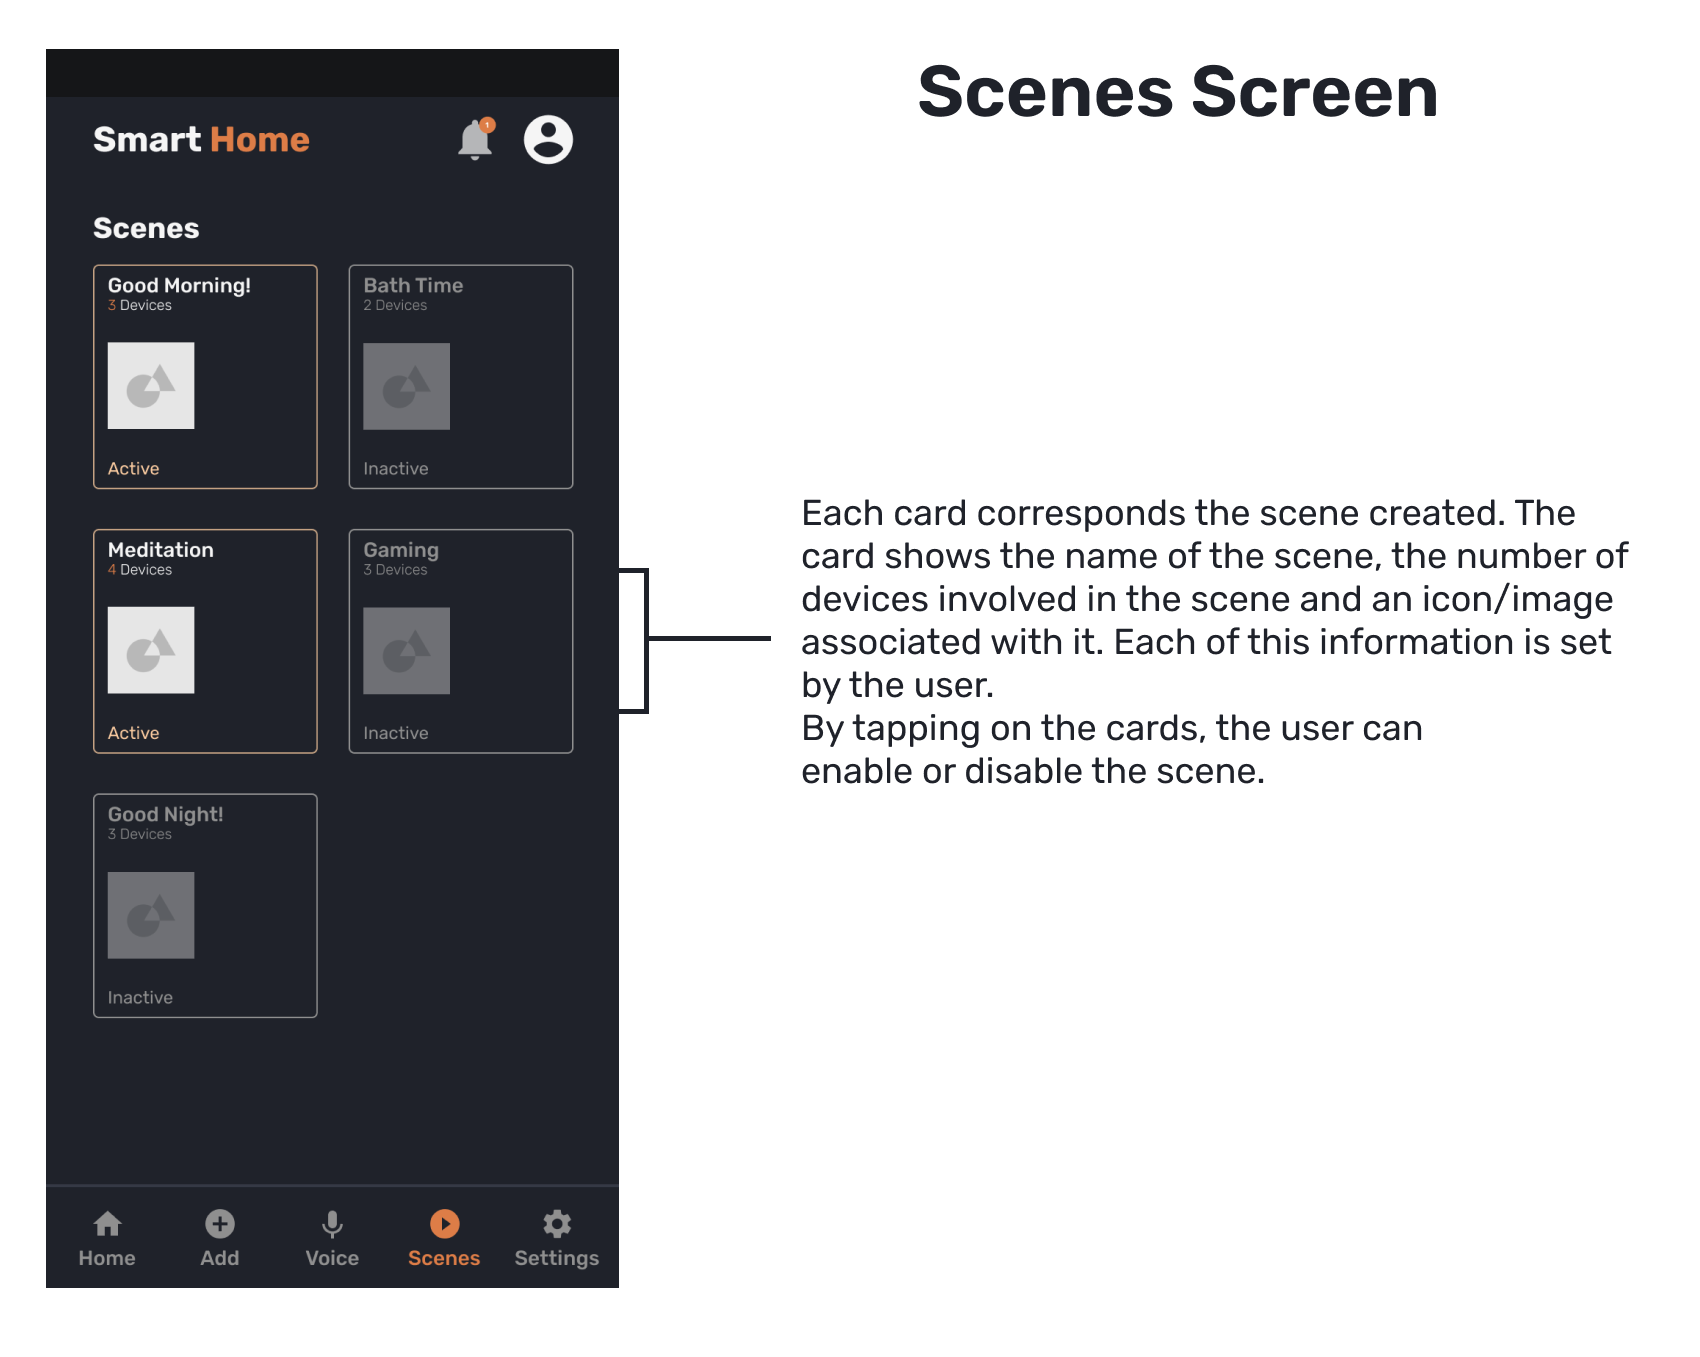 Scenes Screen
Smart Home
1
Scenes
Good Morning!
3 Devices
Active
Bath Time
2 Devices
Inactive
Meditation
4 Devices
Active
Gaming
3 Devices
Inactive
Good Night!
3 Devices
Inactive
Home
Add
Voice
Scenes
Settings
Each card corresponds the scene created. The
card shows the name of the scene, the number of
devices involved in the scene and an icon/image
associated with it. Each of this information is set
by the user.
By tapping on the cards, the user can
enable or disable the scene.